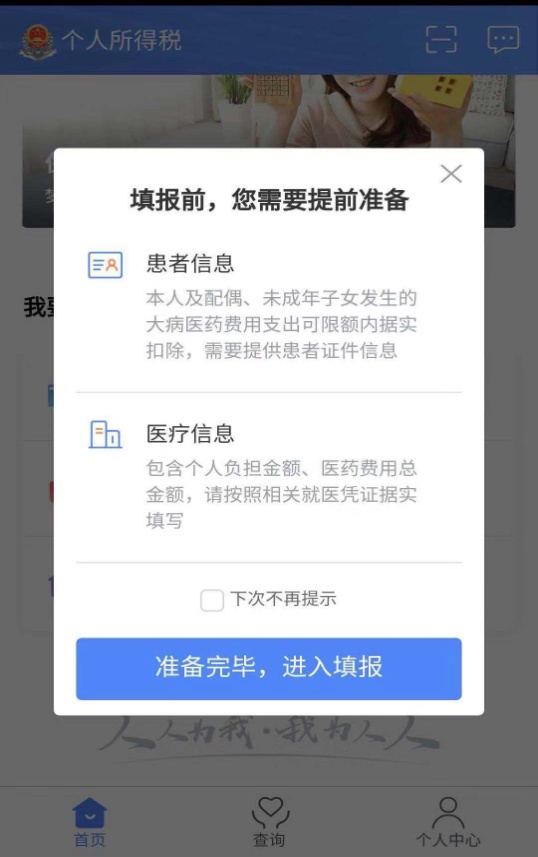 个人所得税
填报前，您需要提前准备
患者信息
本人及配偶、未成年子女发生的
大病医药费用支出可限额内据实
扣除，需要提供患者证件信息
医疗信息
包含个人负担金额、医药费用总
金额，请按照相关就医凭证据实
填写
下次不再提示
准备完毕，进入填报
我要
人人为我·我为人人
首页
查询
个人中心